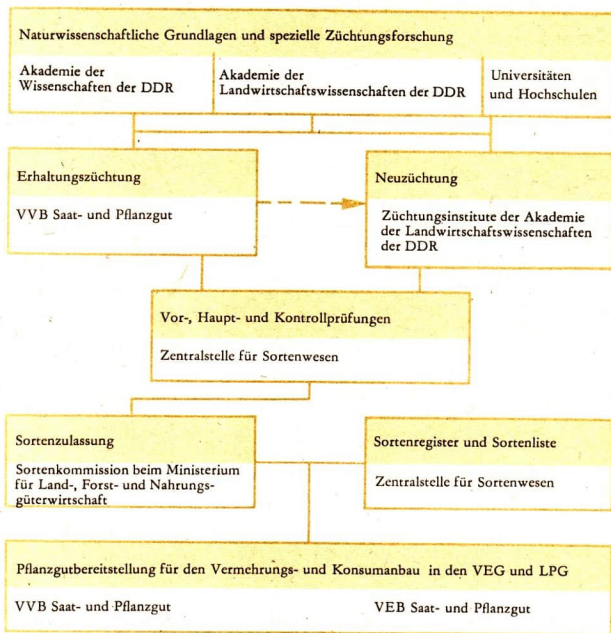 Naturwissenschaftliche Grundlagen und spezielle Züchtungsforschung
Akademie der
Wissenschaften der DDR
Akademie der
Landwirtschaftswissenschaften der DDR
Universitäten
und Hochschulen
Erhaltungszüchtung
VVB Saat- und Pflanzgut
Neuzüchtung
Züchtungsinstitute der Akademie
der Landwirtschaftswissenschaften
der DDR
Vor-, Haupt- und Kontrollprüfungen
Zentralstelle für Sortenwesen
Sortenzulassung
Sortenkommission beim Ministerium
für Land-, Forst- und Nahrungs-
güterwirtschaft
Sortenregister und Sortenliste
Zentralstelle für Sortenwesen
Pflanzgutbereitstellung für den Vermehrungs- und Konsumanbau in den VEG und LPG
VVB Saat- und Pflanzgut
VEB Saat- und Pflanzgut